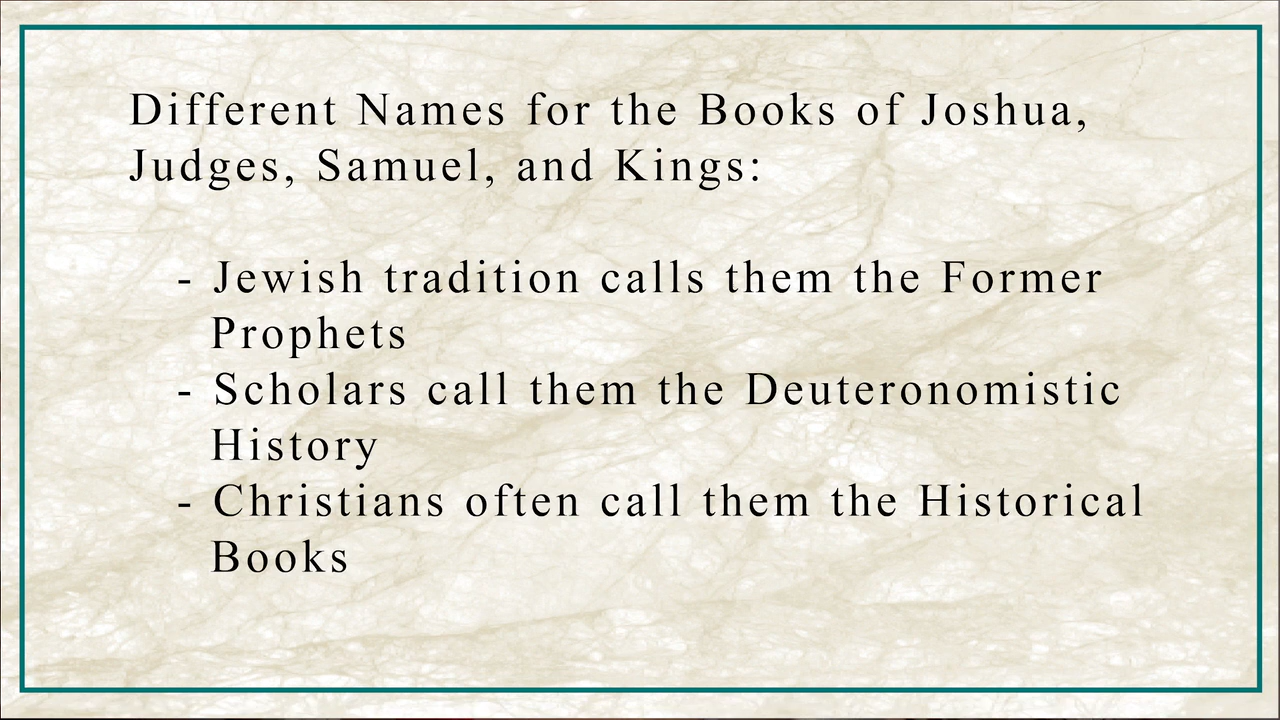 Different Names for the Books of Joshua,
Judges, Samuel, and Kings:
- Jewish tradition calls them the Former
Prophets
- Scholars call them the Deuteronomistic
History
- Christians often call them the Historical
Books